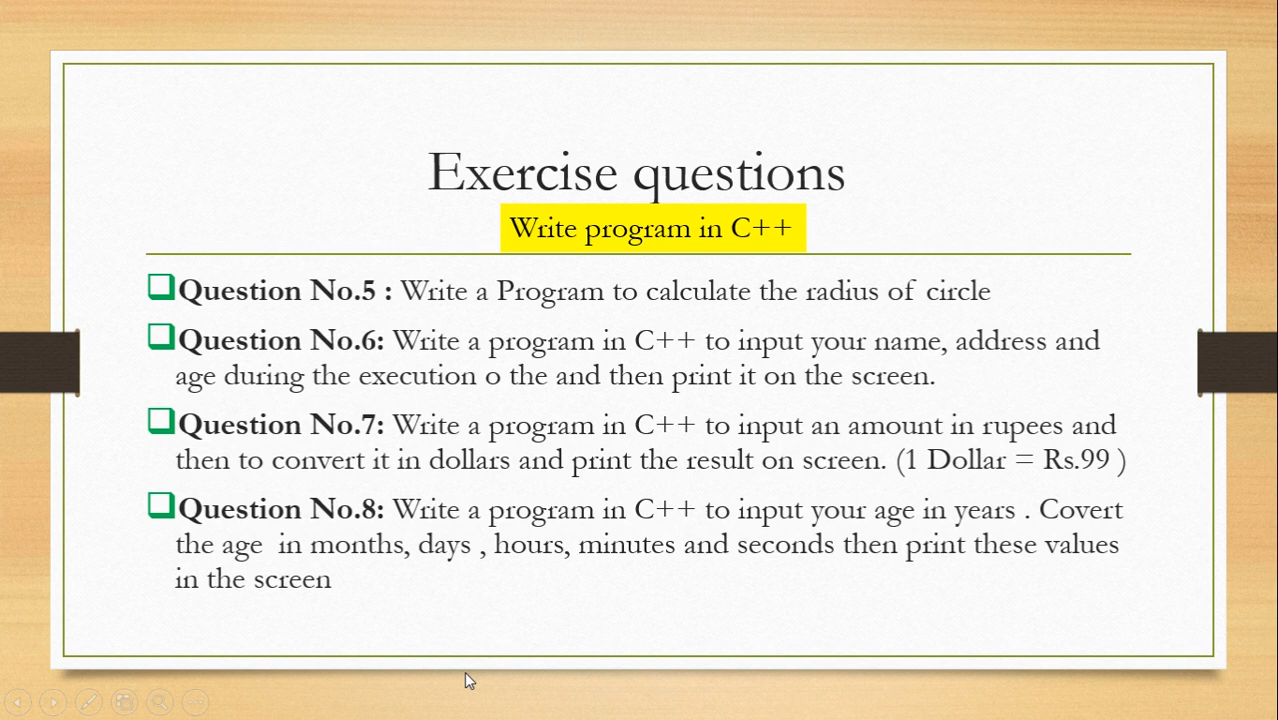 Exercise questions
Write program in C++
Question No.5 : Write a Program to calculate the radius of circle
Question No.6: Write a program in C++ to input your name, address and
age during the execution o the and then print it on the screen.
Question No.7: Write a program in C++ to input an amount in rupees and
then to convert it in dollars and print the result on screen. (1 Dollar = Rs.99 )
Question No.8: Write a program in C++ to input your age in years . Covert
the age  in months, days , hours, minutes and seconds then print these values
in the screen